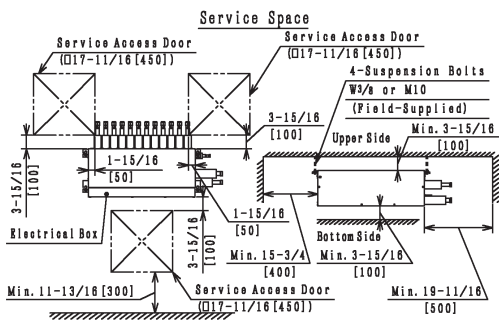 Service Space
Service Access Door
(□17-11/16 [450])
Service Access Door
(□17-11/16 [450])
4-Suspension Bolts
W3/8 or M10
(Field-Supplied)
3-15/16
[100]
Upper Side
Min. 3-15/16
[100]
3-15/16
[100]
1-15/16
[50]
1-15/16
[50]
Electrical Box
3-15/16
[100]
Bottom Side
Min. 15-3/4
[400]
Min. 3-15/16
[100]
Min. 19-11/16
[500]
Min. 11-13/16 [300]
Service Access Door
(□17-11/16 [450])